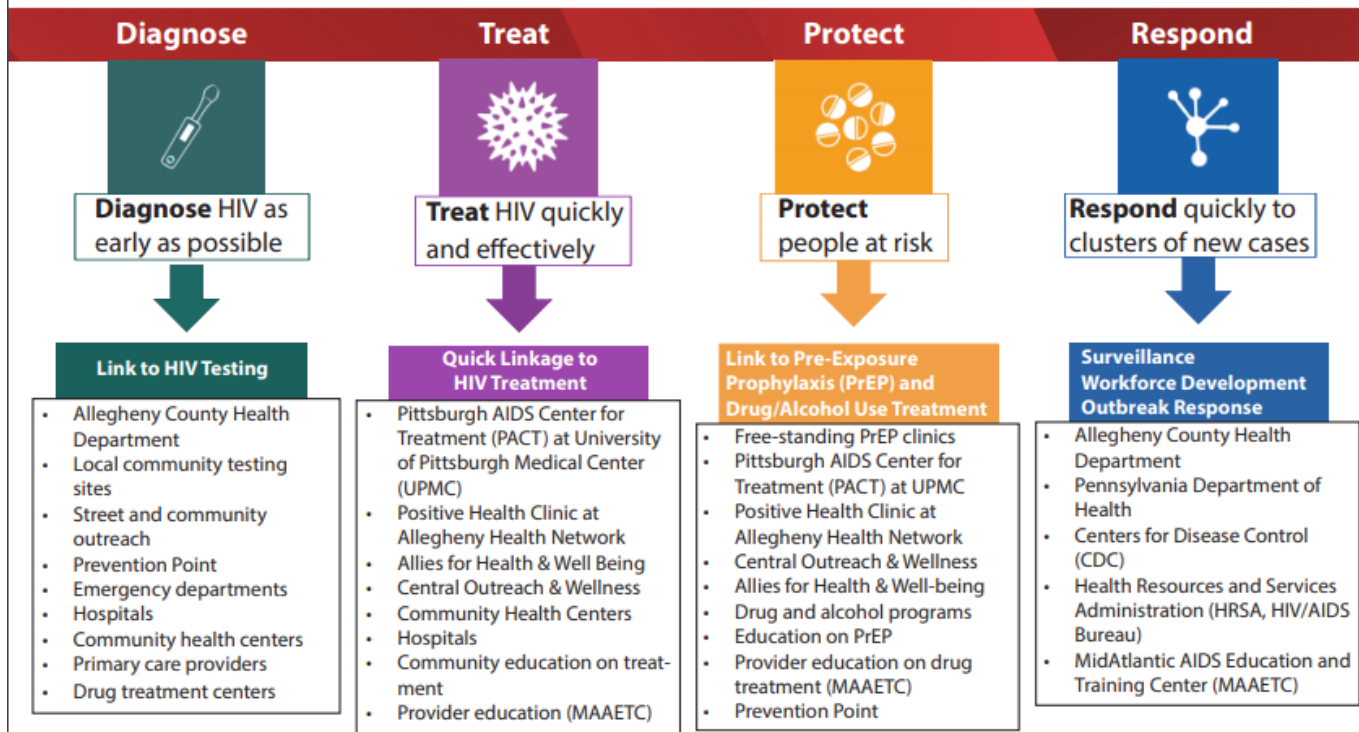 Diagnose
Treat
Protect
Respond
Diagnose HIV as
early as possible
Treat HIV quickly
and effectively
Protect
people at risk
Respond quickly to
clusters of new cases
Link to HIV Testing
• Allegheny County Health
Department
• Local community testing
sites
• Street and community
outreach
• Prevention Point
• Emergency departments
• Hospitals
• Community health centers
• Primary care providers
• Drug treatment centers
Quick Linkage to
HIV Treatment
• Pittsburgh AIDS Center for
Treatment (PACT) at University
of Pittsburgh Medical Center
(UPMC)
• Positive Health Clinic at
Allegheny Health Network
• Allies for Health & Well Being
• Central Outreach & Wellness
• Community Health Centers
• Hospitals
• Community education on treat-
ment
• Provider education (MAAETC)
Link to Pre-Exposure
Prophylaxis (PrEP) and
Drug/Alcohol Use Treatment
• Free-standing PrEP clinics
• Pittsburgh AIDS Center for
Treatment (PACT) at UPMC
• Positive Health Clinic at
Allegheny Health Network
• Central Outreach & Wellness
• Allies for Health & Well-being
• Drug and alcohol programs
• Education on PrEP
• Provider education on drug
treatment (MAAETC)
• Prevention Point
Surveillance
Workforce Development
Outbreak Response
• Allegheny County Health
Department
• Pennsylvania Department of
Health
• Centers for Disease Control
(CDC)
• Health Resources and Services
Administration (HRSA, HIV/AIDS
Bureau)
• MidAtlantic AIDS Education and
Training Center (MAAETC)